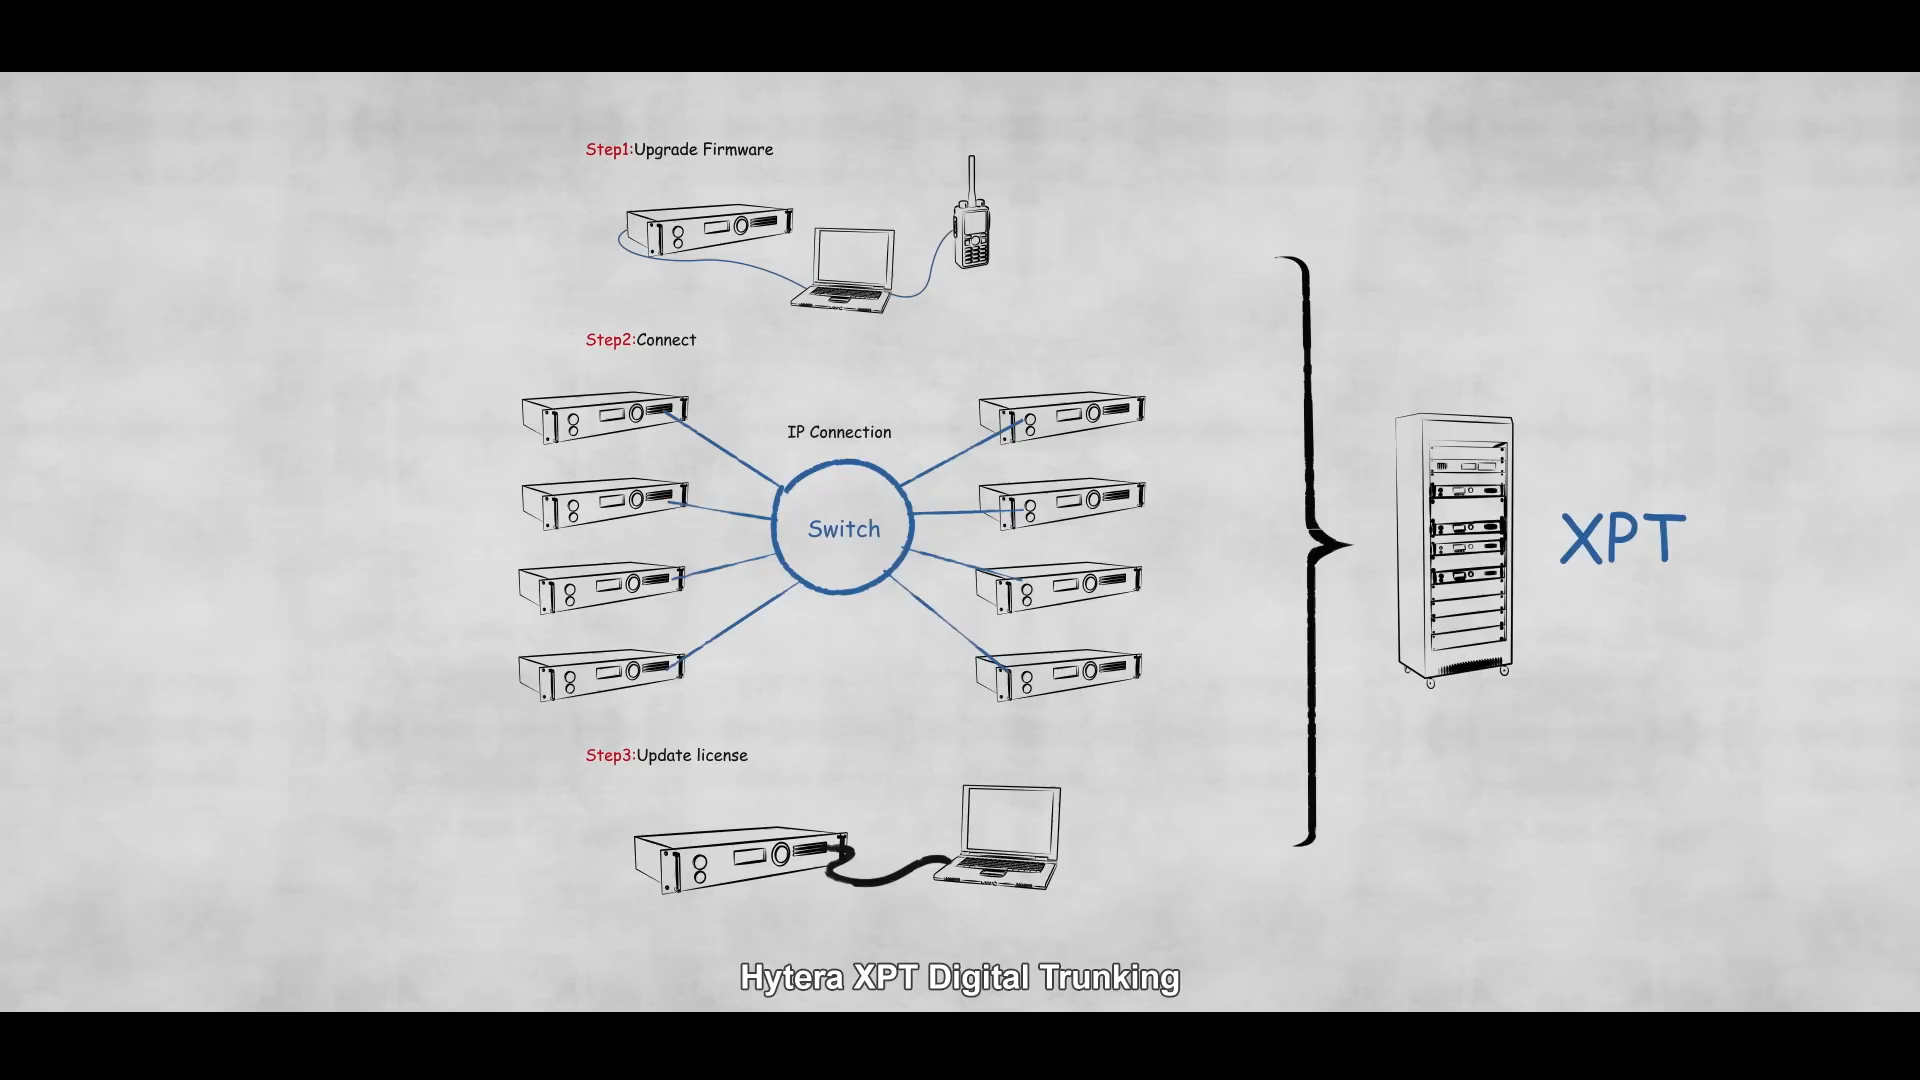 Step1:Upgrade Firmware
Step2:Connect
IP Connection
Switch
XPT
Step3:Update license
Hytera XPT Digital Trunking